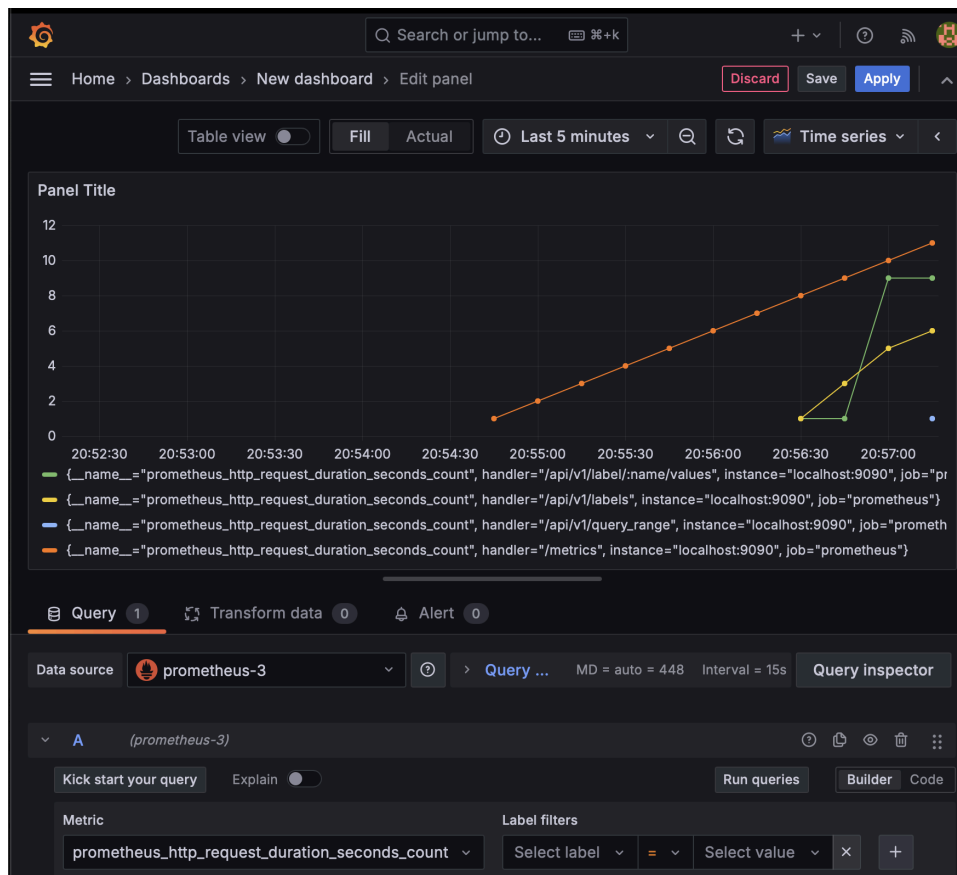 Search or jump to... ⌘+k
Home › Dashboards › New dashboard › Edit panel Discard Save Apply
Table view Fill Actual Last 5 minutes Time series
Panel Title
12
10
8
6
4
2
0
20:52:30 20:53:00 20:53:30 20:54:00 20:54:30 20:55:00 20:55:30 20:56:00 20:56:30 20:57:00
{__name__="prometheus_http_request_duration_seconds_count", handler="/api/v1/label/:name/values", instance="localhost:9090", job="pr
{__name__="prometheus_http_request_duration_seconds_count", handler="/api/v1/labels", instance="localhost:9090", job="prometheus"}
{__name__="prometheus_http_request_duration_seconds_count", handler="/api/v1/query_range", instance="localhost:9090", job="prometh
{__name__="prometheus_http_request_duration_seconds_count", handler="/metrics", instance="localhost:9090", job="prometheus"}
Query 1 Transform data 0 Alert 0
Data source prometheus-3 Query ... MD = auto = 448 Interval = 15s Query inspector
A (prometheus-3)
Kick start your query Explain Run queries Builder Code
Metric Label filters
prometheus_http_request_duration_seconds_count Select label = Select value